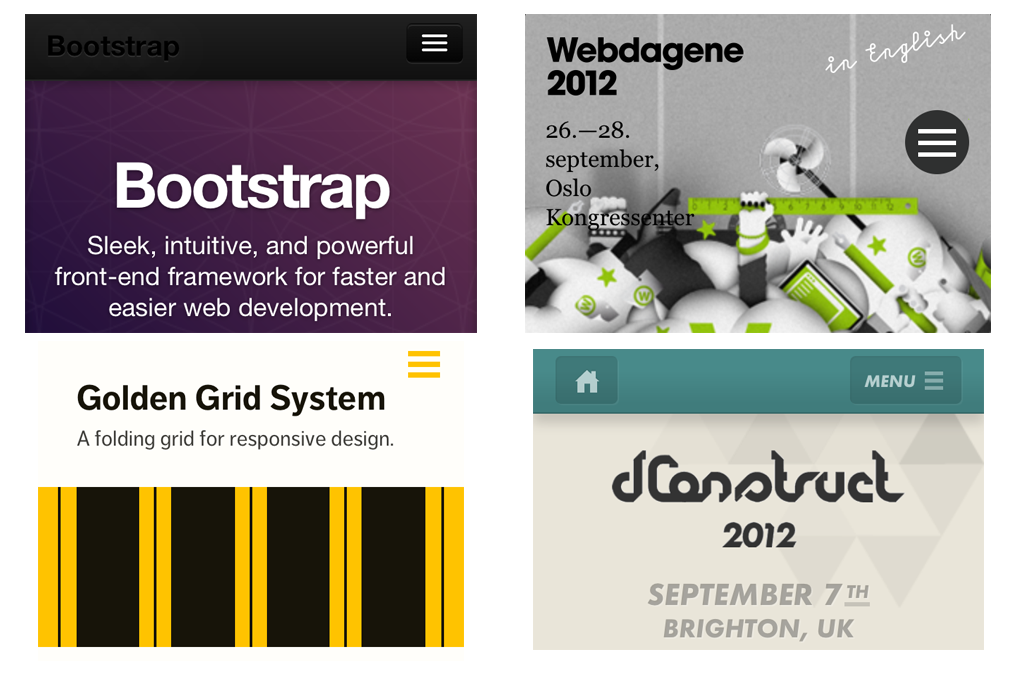 Bootstrap
Bootstrap
Sleek, intuitive, and powerful
front-end framework for faster and
easier web development.
Webdagene
2012
in English
26.—28.
september,
Oslo
Kongressenter
Golden Grid System
A folding grid for responsive design.
MENU
dConstruct
2012
SEPTEMBER 7TH
BRIGHTON, UK